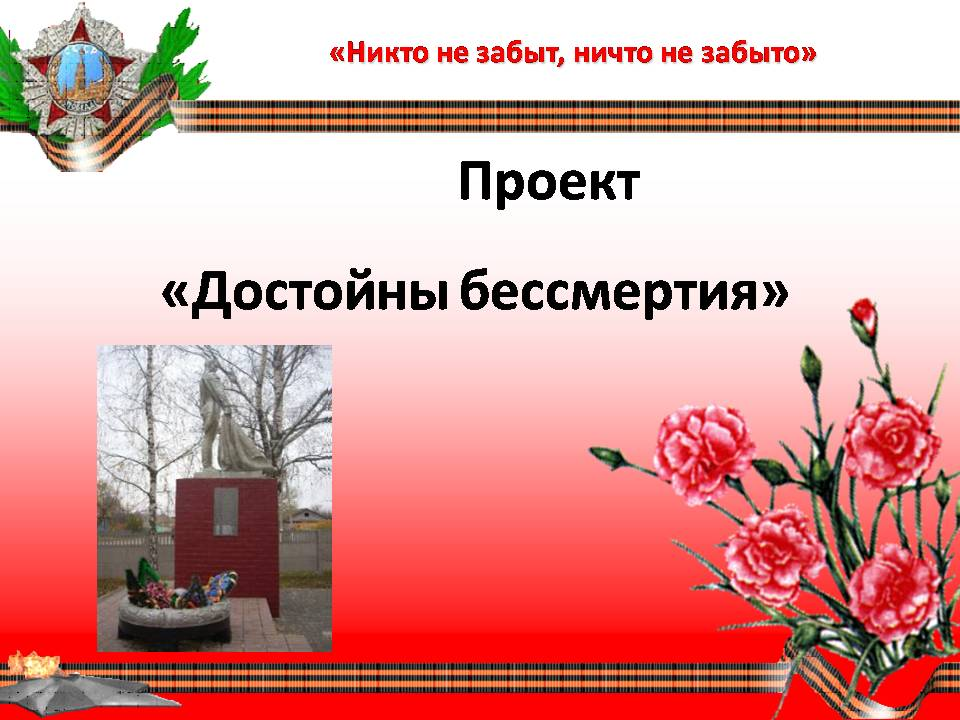 «Никто не забыт, ничто не забыто»
Проект
«Достойны бессмертия»